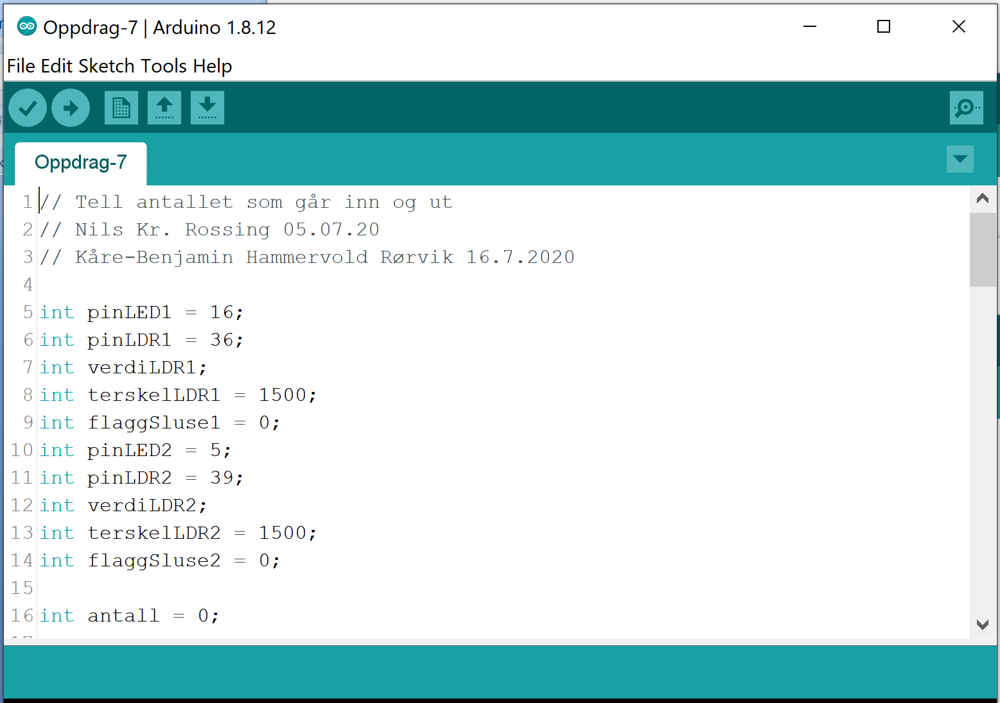 Oppdrag-7 | Arduino 1.8.12
File Edit Sketch Tools Help
Oppdrag-7
1 // Tell antallet som går inn og ut
2 // Nils Kr. Rossing 05.07.20
3 // Kåre-Benjamin Hammervold Rørvik 16.7.2020
4
5 int pinLED1 = 16;
6 int pinLDR1 = 36;
7 int verdiLDR1;
8 int terskelLDR1 = 1500;
9 int flaggSluse1 = 0;
10 int pinLED2 = 5;
11 int pinLDR2 = 39;
12 int verdiLDR2;
13 int terskelLDR2 = 1500;
14 int flaggSluse2 = 0;
15
16 int antall = 0;